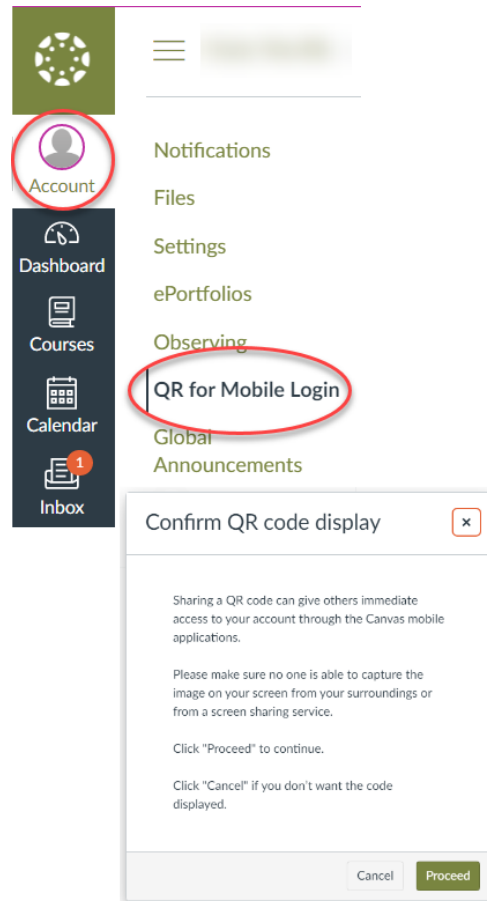 Account
Dashboard
Courses
Calendar
1
Inbox
Notifications
Files
Settings
ePortfolios
Observing
QR for Mobile Login
Global
Announcements
Confirm QR code display
×
Sharing a QR code can give others immediate
access to your account through the Canvas mobile
applications.
Please make sure no one is able to capture the
image on your screen from your surroundings or
from a screen sharing service.
Click "Proceed" to continue.
Click "Cancel" if you don't want the code
displayed.
Cancel
Proceed